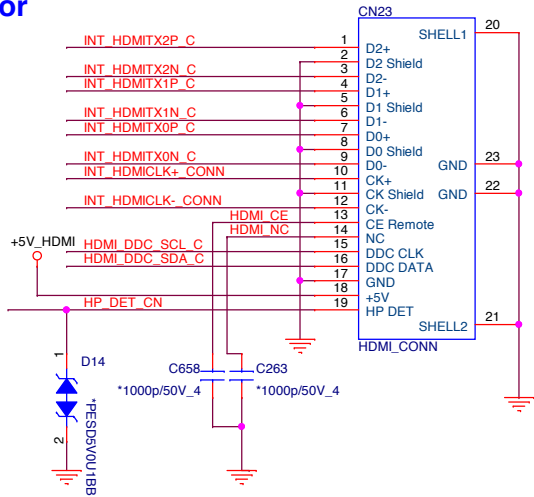 or
CN23
INT_HDMITX2P_C 1 D2+ SHELL1 20
2 D2 Shield
INT_HDMITX2N_C 3 D2-
INT_HDMITX1P_C 4 D1+
5 D1 Shield
INT_HDMITX1N_C 6 D1-
INT_HDMITX0P_C 7 D0+
8 D0 Shield
INT_HDMITX0N_C 9 D0- GND 23
INT_HDMICLK+_CONN 10 CK+
11 CK Shield GND 22
INT_HDMICLK-_CONN 12 CK-
HDMI_CE 13 CE Remote
HDMI_NC 14 NC
+5V_HDMI HDMI_DDC_SCL_C 15 DDC CLK
HDMI_DDC_SDA_C 16 DDC DATA
17 GND
18 +5V
HP_DET_CN 19 HP DET
SHELL2 21
HDMI_CONN
1 D14
C658 C263
*1000p/50V_4 *1000p/50V_4
*PESD5V0U1BB
2